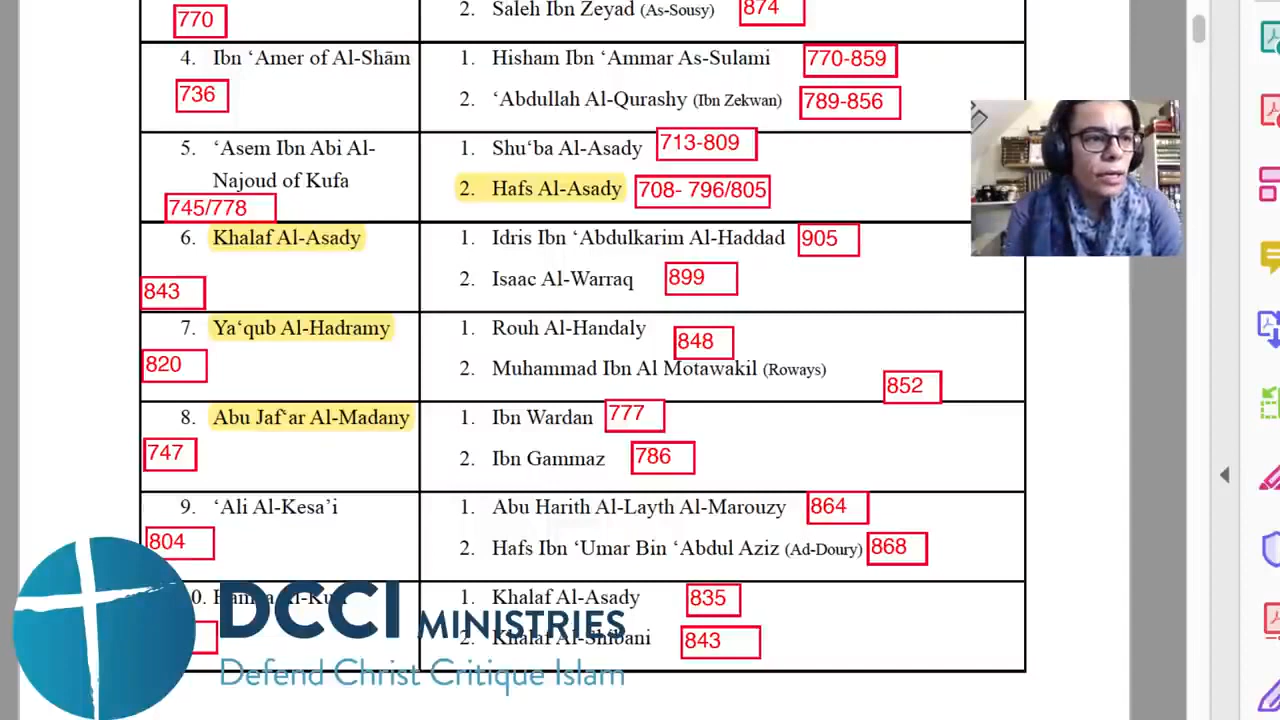 770
2. Saleh Ibn Zeyad (As-Sousy) 874
4. Ibn ‘Amer of Al-Shām
736
1. Hisham Ibn ‘Ammar As-Sulami 770-859
2. ‘Abdullah Al-Qurashy (Ibn Zekwan) 789-856
5. ‘Asem Ibn Abi Al-
Najoud of Kufa
745/778
1. Shu‘ba Al-Asady 713-809
2. Hafs Al-Asady 708- 796/805
6. Khalaf Al-Asady
843
1. Idris Ibn ‘Abdulkarim Al-Haddad 905
2. Isaac Al-Warraq 899
7. Ya‘qub Al-Hadramy
820
1. Rouh Al-Handaly 848
2. Muhammad Ibn Al Motawakil (Roways) 852
8. Abu Jaf‘ar Al-Madany
747
1. Ibn Wardan 777
2. Ibn Gammaz 786
9. ‘Ali Al-Kesa’i
804
1. Abu Harith Al-Layth Al-Marouzy 864
2. Hafs Ibn ‘Umar Bin ‘Abdul Aziz (Ad-Doury) 868
1. Khalaf Al-Asady 835
2. Khalaf Al-Shibani 843
DCCI MINISTRIES
Defend Christ Critique Islam